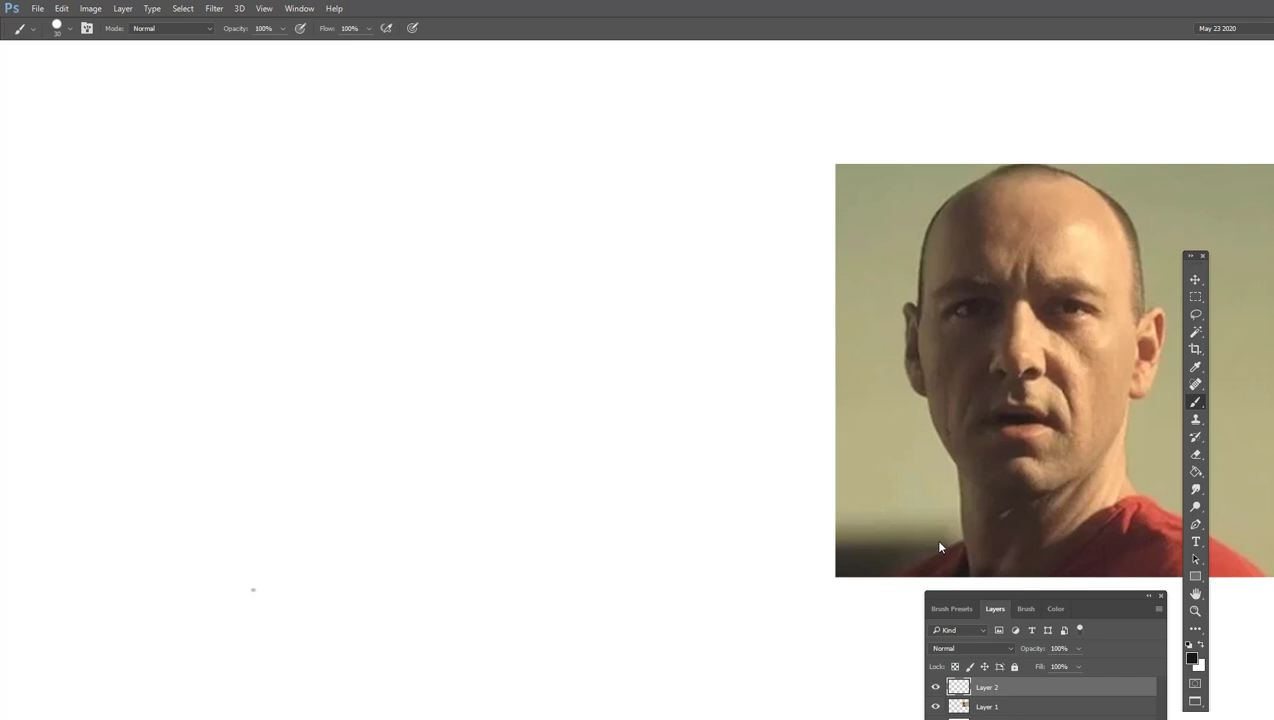 Ps File Edit Image Layer Type Select Filter 3D View Window Help
30 Mode: Normal Opacity: 100% Flow: 100% May 23 2020
Brush Presets Layers Brush Color
Kind
Normal Opacity: 100%
Lock: Fill: 100%
Layer 2
Layer 1